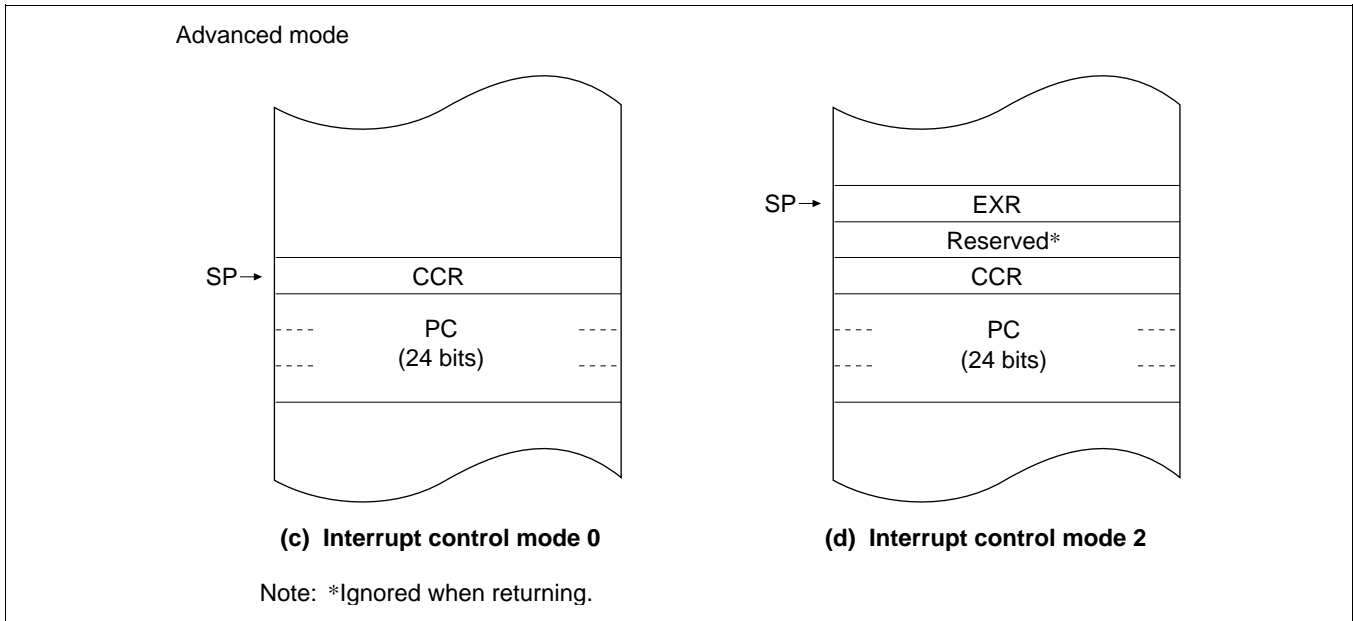 Advanced mode
SP→
CCR
PC
(24 bits)
(c) Interrupt control mode 0
SP→
EXR
Reserved*
CCR
PC
(24 bits)
(d) Interrupt control mode 2
Note: *Ignored when returning.